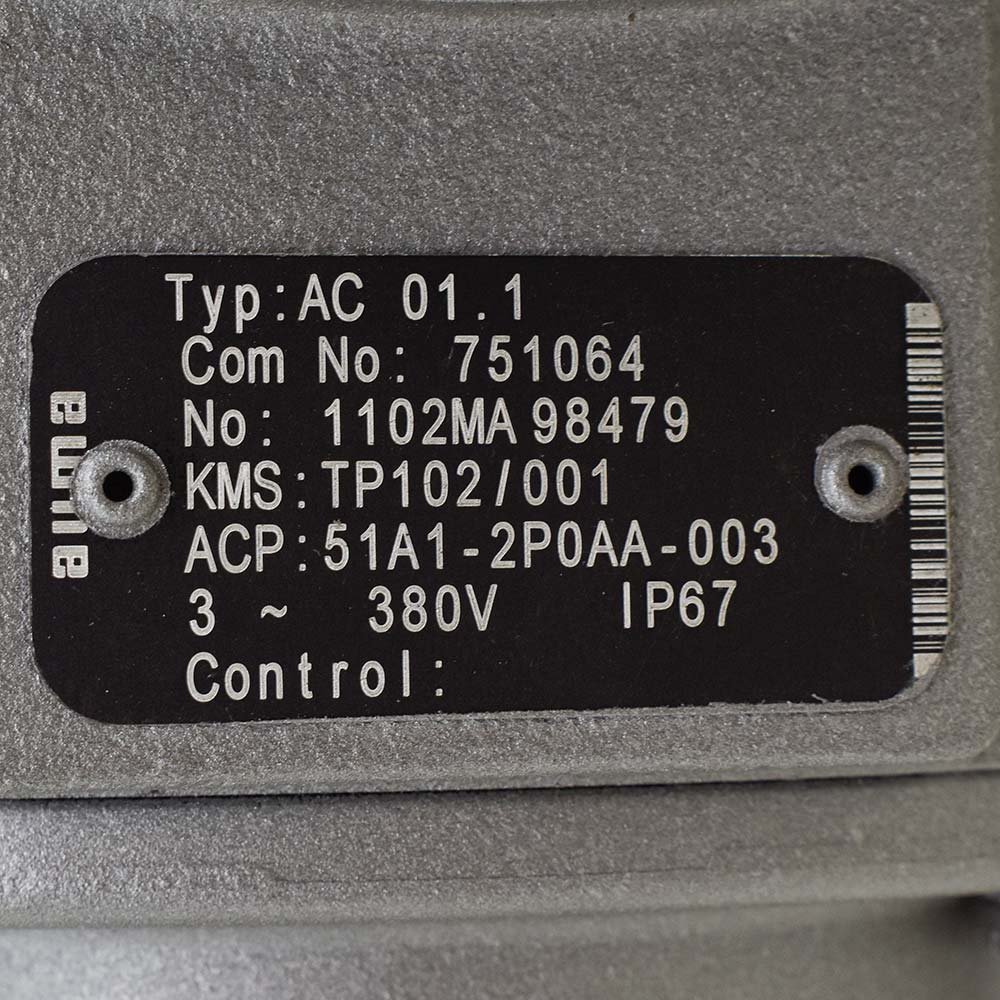 Typ:AC 01.1
Com No: 751064
No: 1102MA 98479
KMS:TP102/001
ACP:51A1-2P0AA-003
3 ~ 380V IP67
Control:
auma